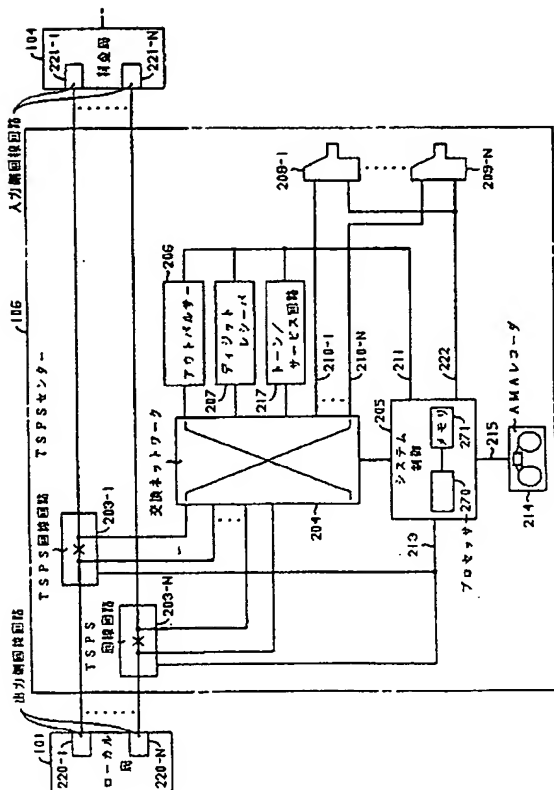 104
221-1
料金局
221-N
入力側回線回路
106
TSPSセンター
208-1
209-N
アウトパルサー
206
ディジット
レシーバ
207
トーン/
サービス回路
217
210-1
210-N
211
222
交換ネットワーク
204
205
システム
制御
メモリ
271
270
プロセッサー
213
215
AMAレコーダ
214
TSPS回線回路
203-1
TSPS
回線回路
203-N
出力側回線回路
101
220-1
ローカル
局
220-N